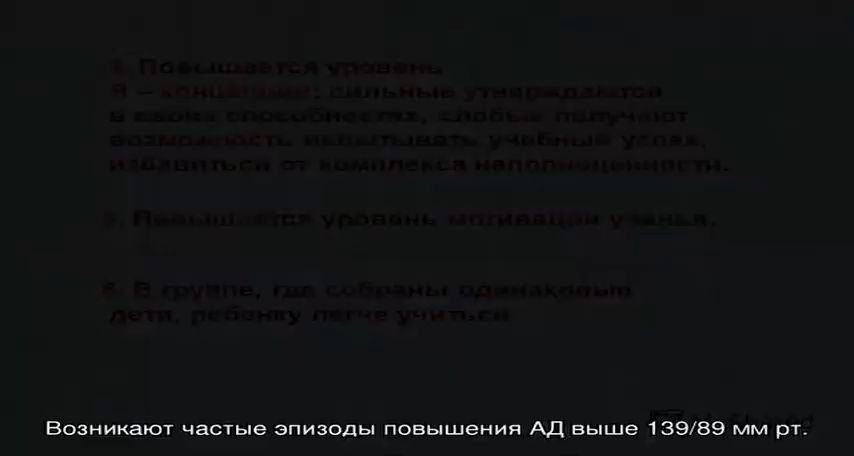 4. Повышается уровень
Я – концепции: сильные утверждаются
в своих способностях, слабые получают
возможность испытывать учебный успех,
избавиться от комплекса неполноценности.
5. Повышается уровень мотивации ученья.
6. В группе, где собраны одинаковые
дети, ребенку легче учиться
Возникают частые эпизоды повышения АД выше 139/89 мм рт.